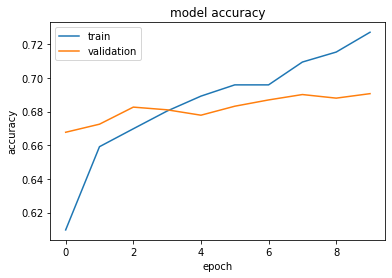 model accuracy
train
validation
accuracy
0.72
0.70
0.68
0.66
0.64
0.62
0
2
4
6
8
epoch